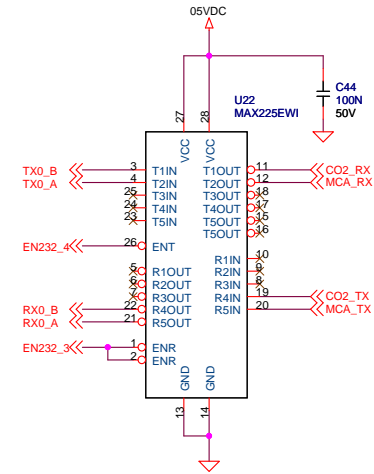 05VDC
C44
100N
50V
U22
MAX225EWI
27
28
VCC
VCC
TX0_B 3 T1IN T1OUT 11 CO2_RX
TX0_A 4 T2IN T2OUT 12 MCA_RX
25 T3IN T3OUT 18
24 T4IN T4OUT 17
23 T5IN T5OUT 15
T5OUT 16
EN232_4 26 ENT
R1IN 10
5 R1OUT R2IN 9
6 R2OUT R3IN 8
7 R3OUT R4IN 19 CO2_TX
RX0_B 22 R4OUT R5IN 20 MCA_TX
RX0_A 21 R5OUT
EN232_3 1 ENR
2 ENR
GND
GND
13
14